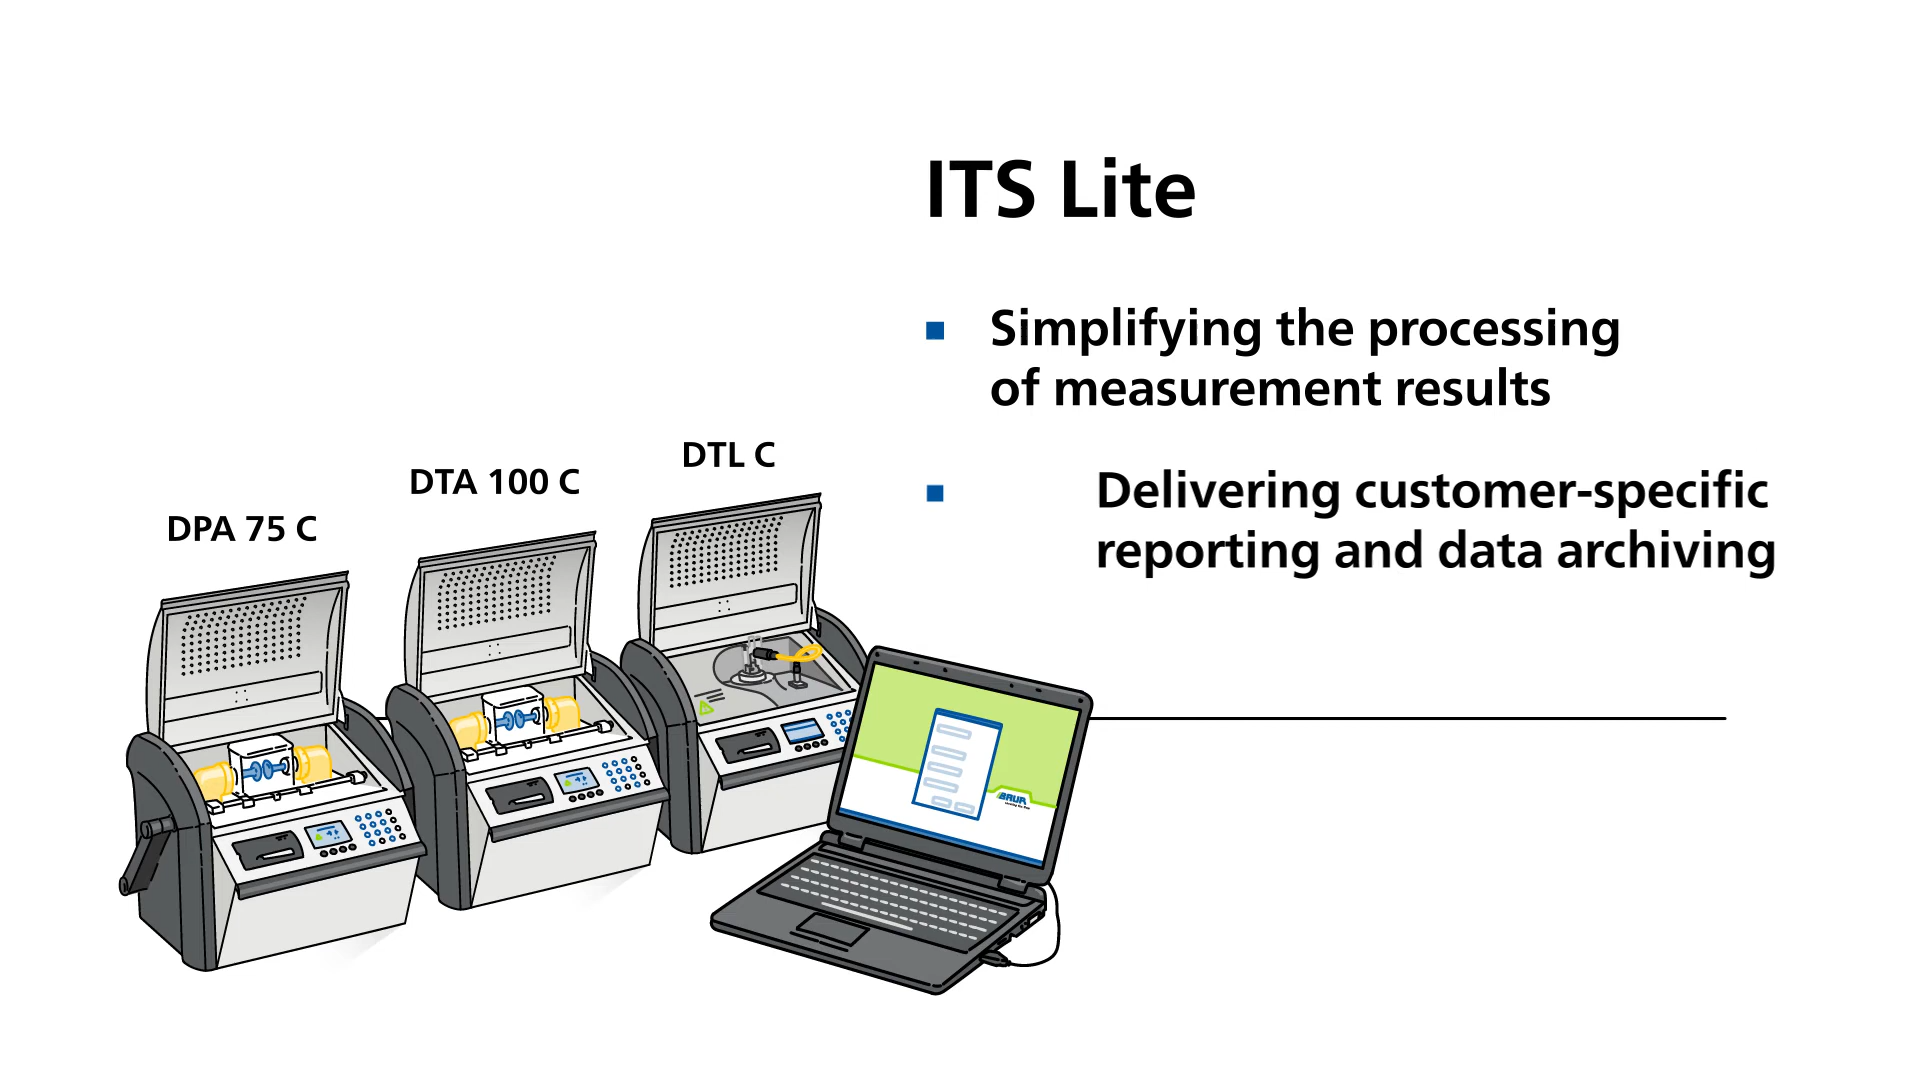 ITS Lite
Simplifying the processing
of measurement results
Delivering customer-specific
reporting and data archiving
DTL C
DTA 100 C
DPA 75 C
BAUR